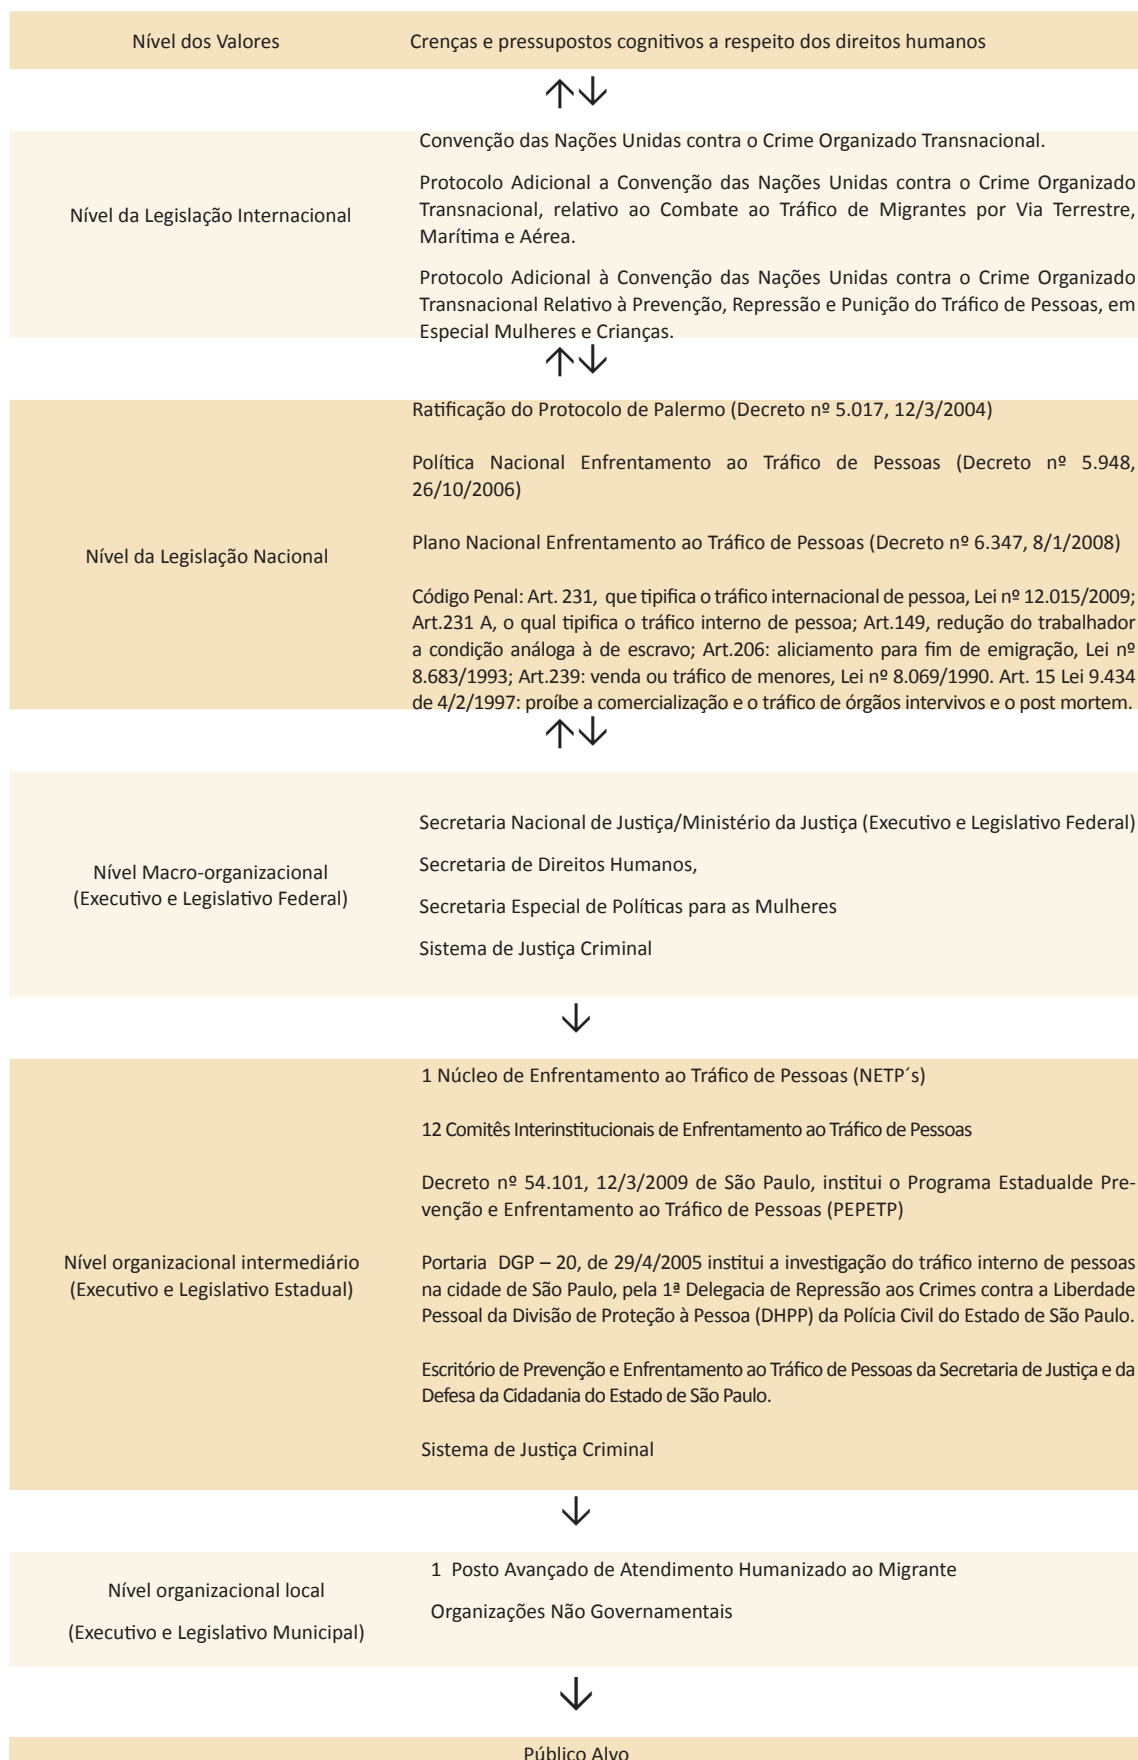 Nível dos Valores
Crenças e pressupostos cognitivos a respeito dos direitos humanos
↑↓
Nível da Legislação Internacional
Convenção das Nações Unidas contra o Crime Organizado Transnacional.
Protocolo Adicional a Convenção das Nações Unidas contra o Crime Organizado
Transnacional, relativo ao Combate ao Tráfico de Migrantes por Via Terrestre,
Marítima e Aérea.
Protocolo Adicional à Convenção das Nações Unidas contra o Crime Organizado
Transnacional Relativo à Prevenção, Repressão e Punição do Tráfico de Pessoas, em
Especial Mulheres e Crianças.
↑↓
Nível da Legislação Nacional
Ratificação do Protocolo de Palermo (Decreto nº 5.017, 12/3/2004)
Política Nacional Enfrentamento ao Tráfico de Pessoas (Decreto nº 5.948,
26/10/2006)
Plano Nacional Enfrentamento ao Tráfico de Pessoas (Decreto nº 6.347, 8/1/2008)
Código Penal: Art. 231, que tipifica o tráfico internacional de pessoa, Lei nº 12.015/2009;
Art.231 A, o qual tipifica o tráfico interno de pessoa; Art.149, redução do trabalhador
a condição análoga à de escravo; Art.206: aliciamento para fim de emigração, Lei nº
8.683/1993; Art.239: venda ou tráfico de menores, Lei nº 8.069/1990. Art. 15 Lei 9.434
de 4/2/1997: proíbe a comercialização e o tráfico de órgãos intervivos e o post mortem.
↑↓
Nível Macro-organizacional
(Executivo e Legislativo Federal)
Secretaria Nacional de Justiça/Ministério da Justiça (Executivo e Legislativo Federal)
Secretaria de Direitos Humanos,
Secretaria Especial de Políticas para as Mulheres
Sistema de Justiça Criminal
↓
Nível organizacional intermediário
(Executivo e Legislativo Estadual)
1 Núcleo de Enfrentamento ao Tráfico de Pessoas (NETP´s)
12 Comitês Interinstitucionais de Enfrentamento ao Tráfico de Pessoas
Decreto nº 54.101, 12/3/2009 de São Paulo, institui o Programa Estadualde Pre-
venção e Enfrentamento ao Tráfico de Pessoas (PEPETP)
Portaria DGP – 20, de 29/4/2005 institui a investigação do tráfico interno de pessoas
na cidade de São Paulo, pela 1ª Delegacia de Repressão aos Crimes contra a Liberdade
Pessoal da Divisão de Proteção à Pessoa (DHPP) da Polícia Civil do Estado de São Paulo.
Escritório de Prevenção e Enfrentamento ao Tráfico de Pessoas da Secretaria de Justiça e da
Defesa da Cidadania do Estado de São Paulo.
Sistema de Justiça Criminal
↓
Nível organizacional local
(Executivo e Legislativo Municipal)
1 Posto Avançado de Atendimento Humanizado ao Migrante
Organizações Não Governamentais
↓
Público Alvo